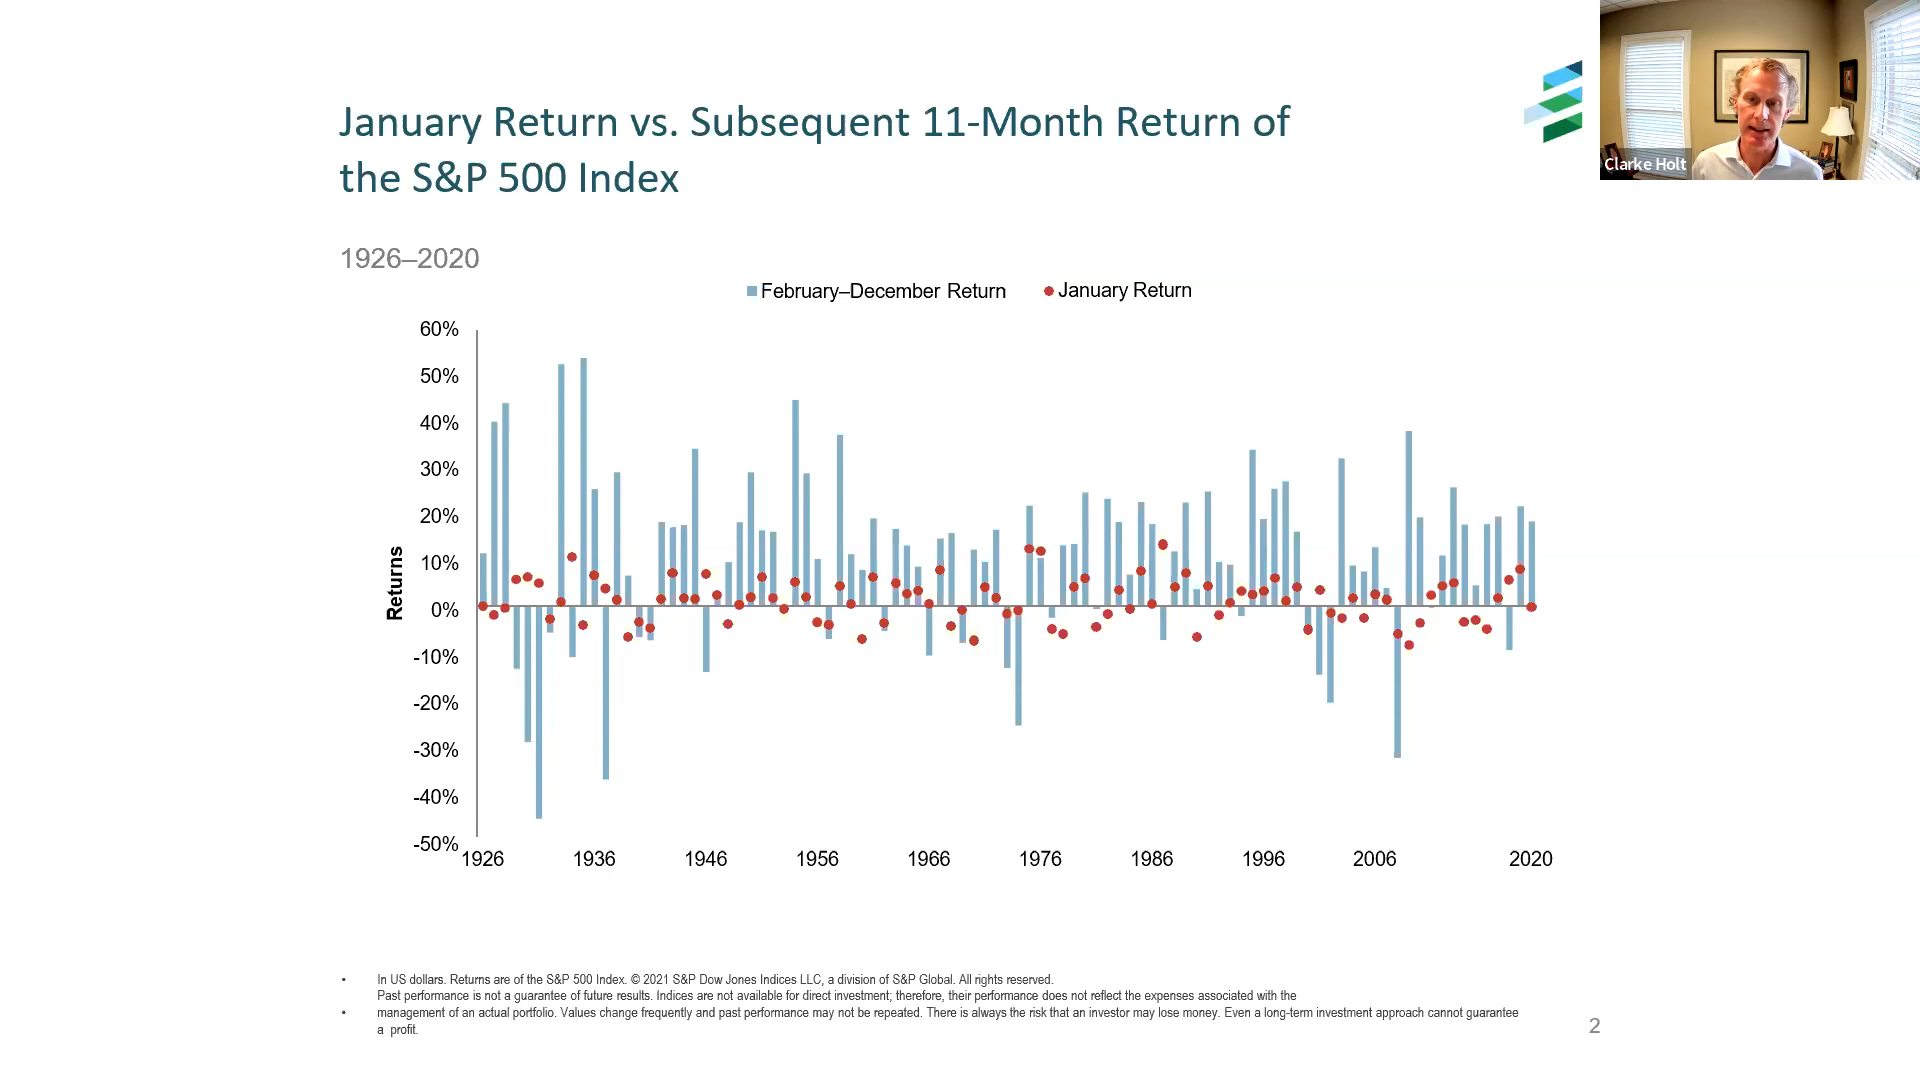 Clarke Holt
January Return vs. Subsequent 11-Month Return of
the S&P 500 Index
1926–2020
February–December Return
January Return
60%
50%
40%
30%
20%
10%
0%
-10%
-20%
-30%
-40%
-50%
Returns
1926 1936 1946 1956 1966 1976 1986 1996 2006 2020
• In US dollars. Returns are of the S&P 500 Index. © 2021 S&P Dow Jones Indices LLC, a division of S&P Global. All rights reserved.
Past performance is not a guarantee of future results. Indices are not available for direct investment; therefore, their performance does not reflect the expenses associated with the
• management of an actual portfolio. Values change frequently and past performance may not be repeated. There is always the risk that an investor may lose money. Even a long-term investment approach cannot guarantee
a profit.
2